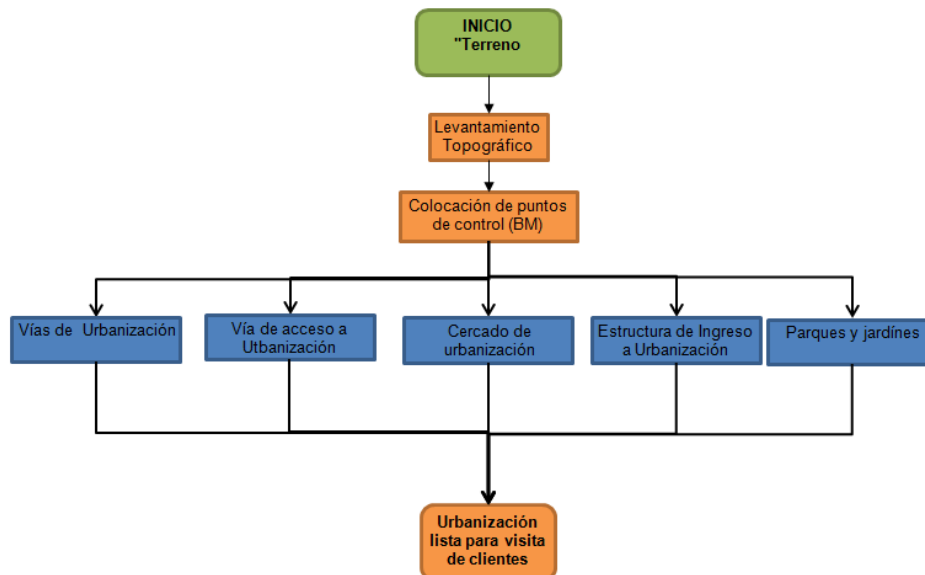 INICIO
"Terreno
Levantamiento
Topográfico
Colocación de puntos
de control (BM)
Vías de Urbanización
Vía de acceso a
Utbanización
Cercado de
urbanización
Estructura de Ingreso
a Urbanización
Parques y jardínes
Urbanización
lista para visita
de clientes